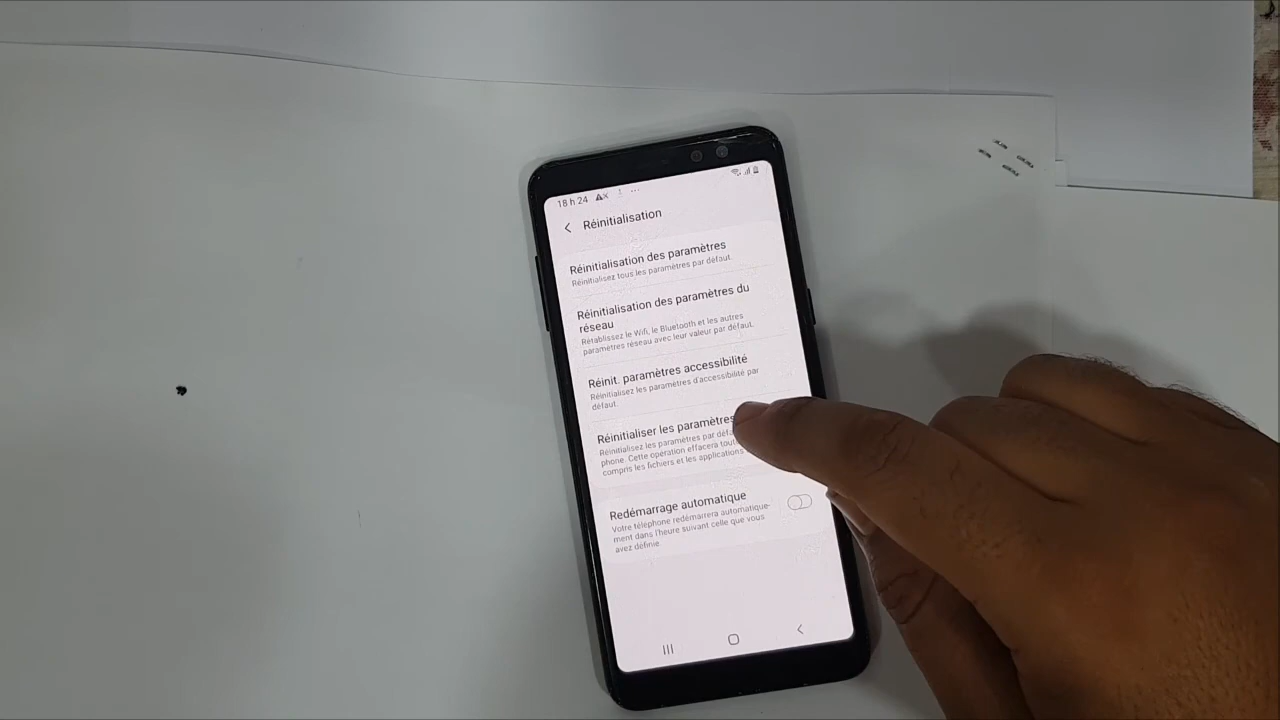 18 h 24
Réinitialisation
Réinitialisation des paramètres
Réinitialisez tous les paramètres par défaut.
Réinitialisation des paramètres du
réseau
Rétablissez le Wifi, le Bluetooth et les autres
paramètres réseau avec leur valeur par défaut.
Réinit. paramètres accessibilité
Réinitialisez les paramètres d'accessibilité par
défaut.
Réinitialiser les paramètres
Réinitialisez les paramètres par
phone. Cette operation effacera
compris les fichiers et les applications
Redémarrage automatique
Votre téléphone redémarrera automatique-
ment dans l'heure suivant celle que vous
avez définie.